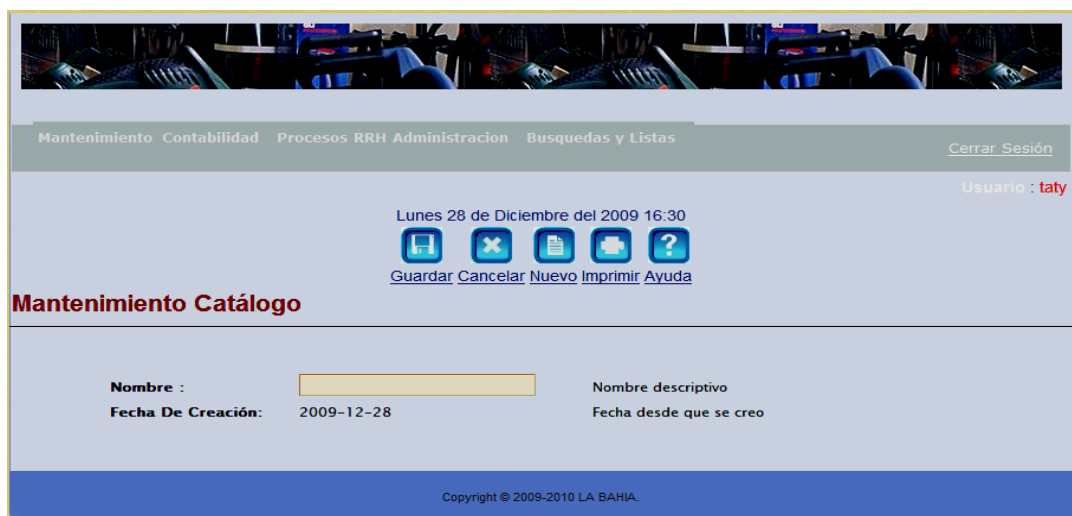 Mantenimiento Contabilidad Procesos RRH Administracion Busquedas y Listas
Cerrar Sesión
Usuario : taty
Lunes 28 de Diciembre del 2009 16:30
Guardar Cancelar Nuevo Imprimir Ayuda
Mantenimiento Catálogo
Nombre : Nombre descriptivo
Fecha De Creación: 2009-12-28 Fecha desde que se creo
Copyright © 2009-2010 LA BAHIA.